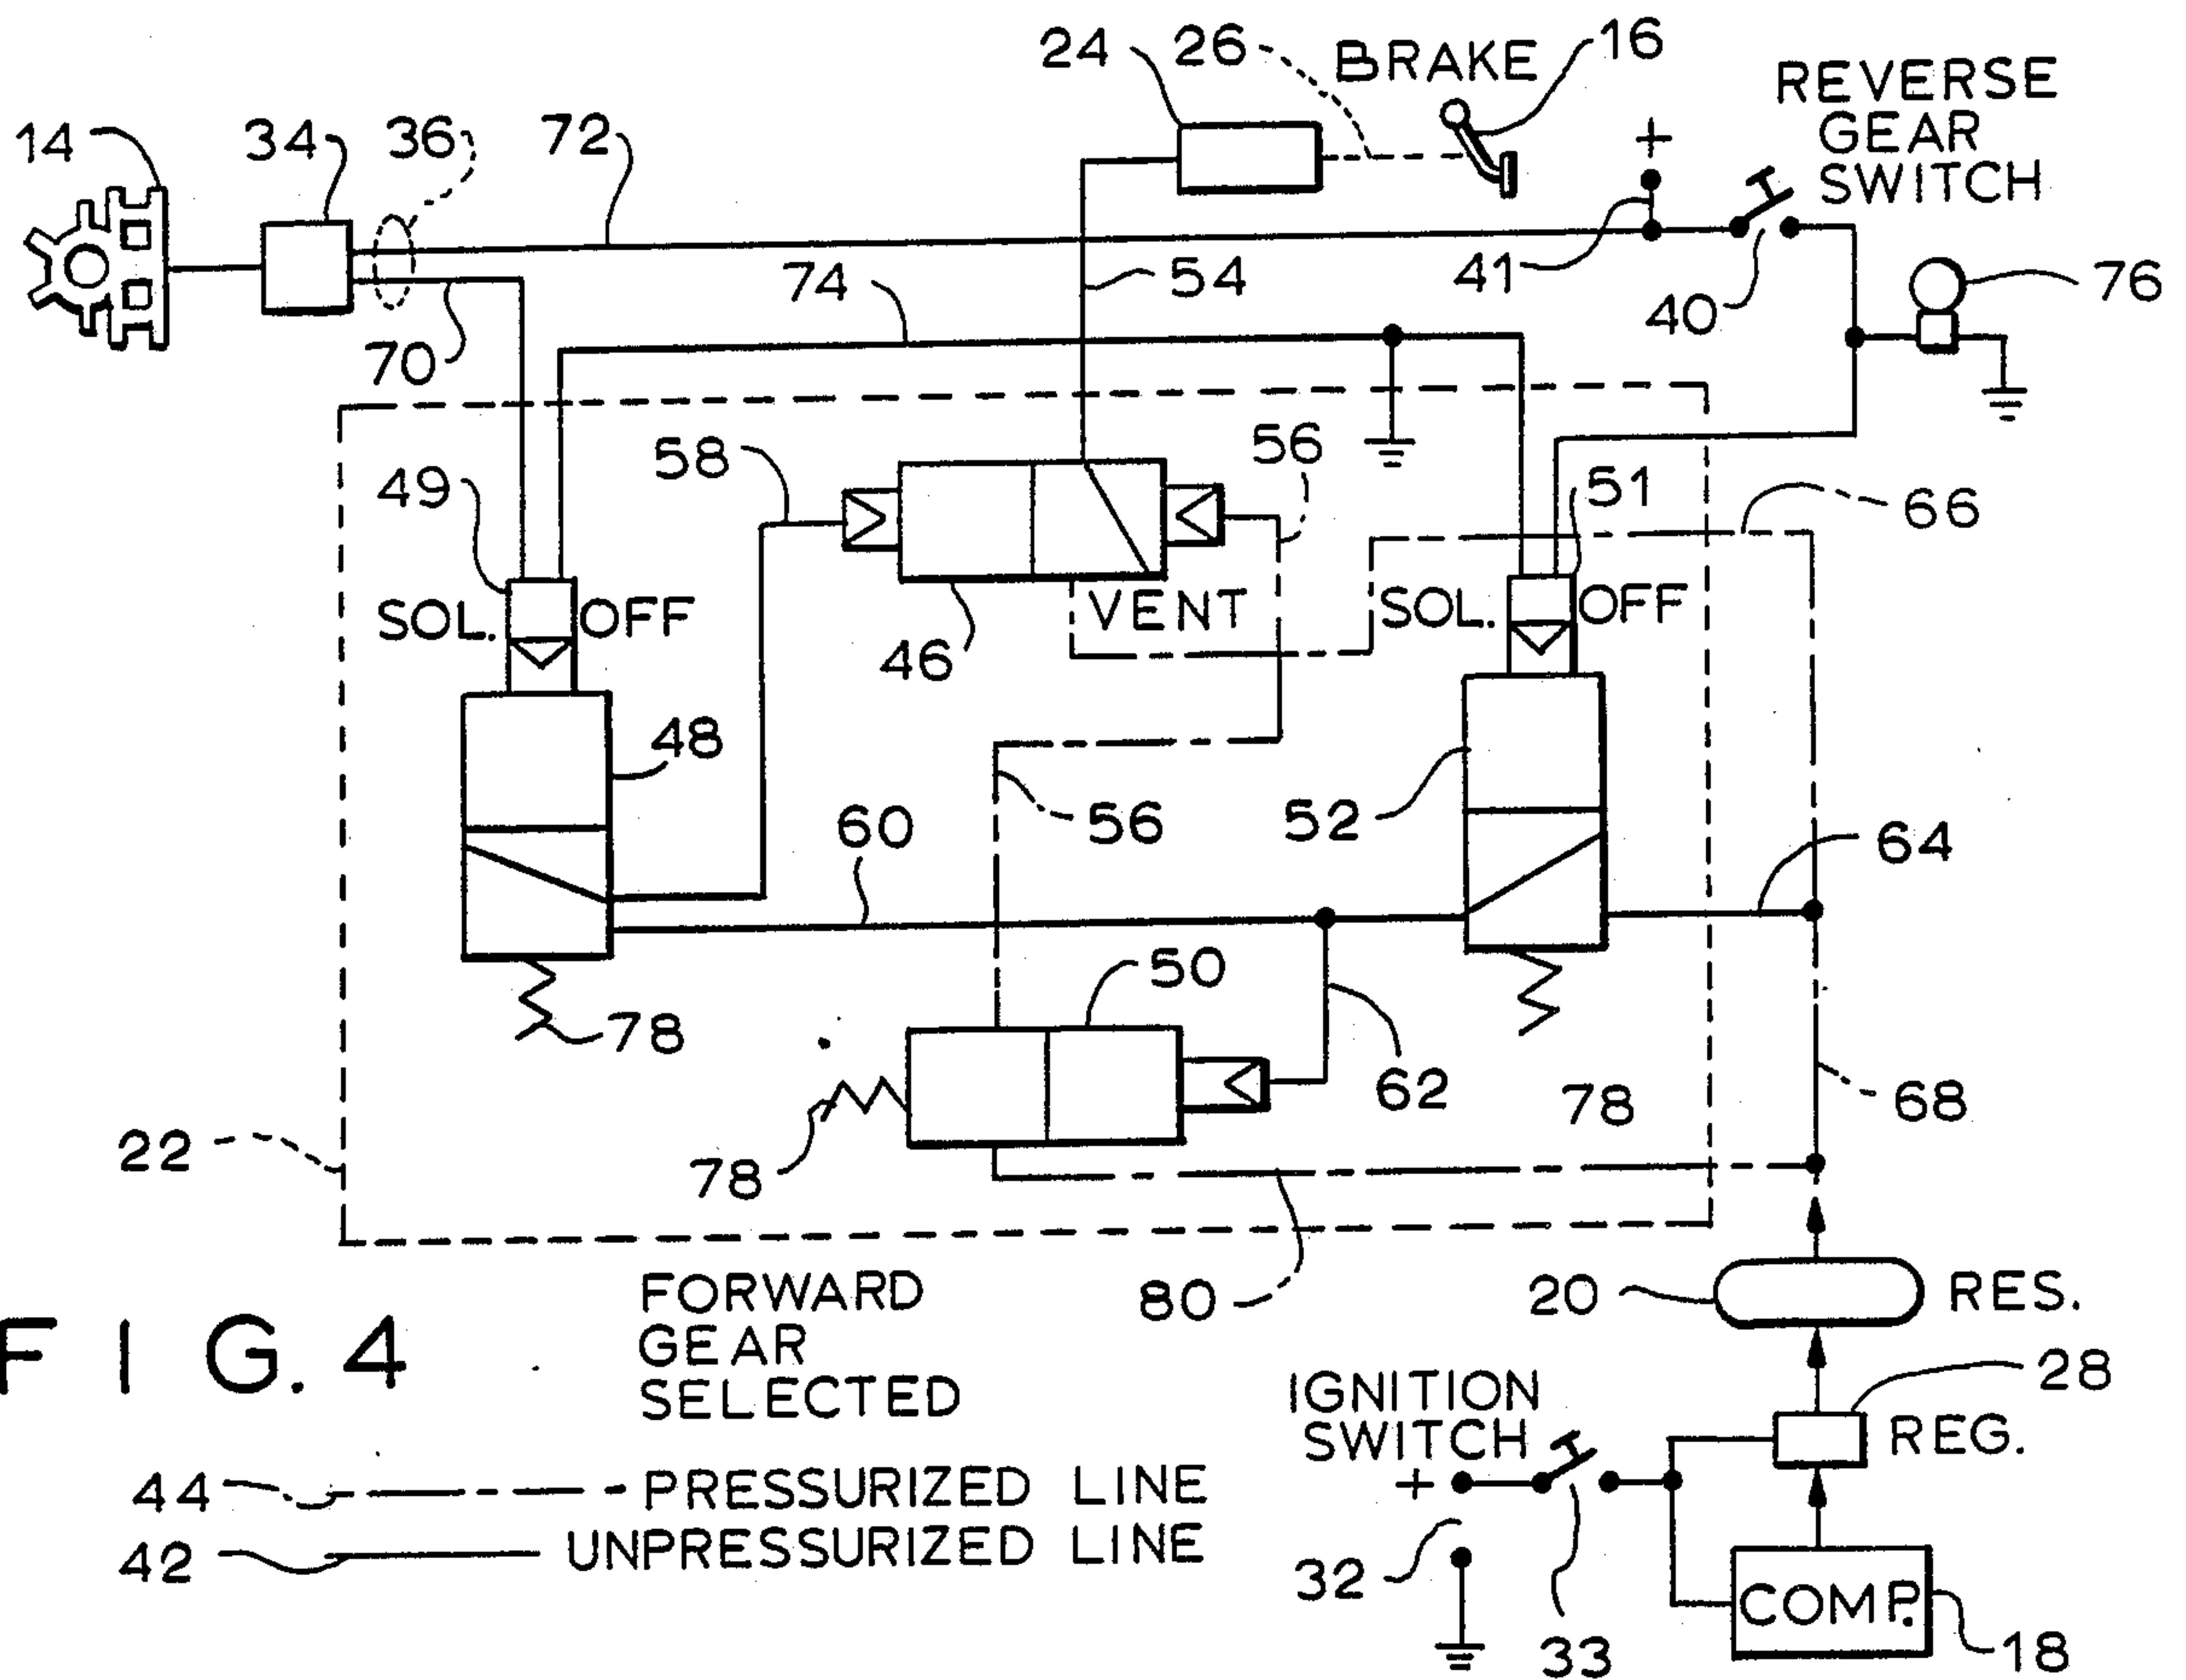 24
26
BRAKE
16
REVERSE
GEAR
SWITCH
+
14
34
36
72
54
41
40
76
74
70
58
56
49
51
66
SOL.
OFF
VENT
SOL.
OFF
46
48
56
52
60
64
50
78
62
78
68
22
78
80
20
RES.
FORWARD
GEAR
SELECTED
FIG. 4
28
IGNITION
SWITCH
REG.
+
44
PRESSURIZED LINE
42
UNPRESSURIZED LINE
32
33
COMP.
18